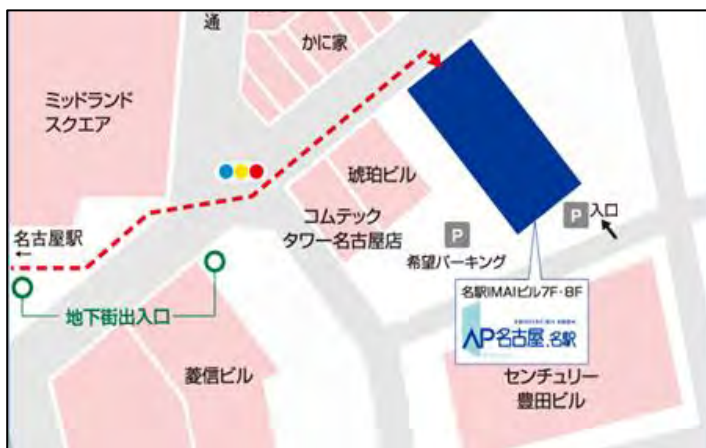 通
かに家
ミッドランド
スクエア
琥珀ビル
コムテック
タワー名古屋店
P
希望パーキング
P
入口
名古屋駅
←
地下街出入口
名駅IMAIビル7F・8F
AP名古屋.名駅
菱信ビル
センチュリー
豊田ビル